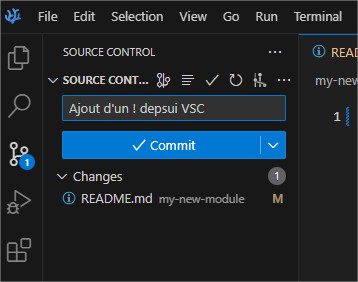 File Edit Selection View Go Run Terminal
SOURCE CONTROL
SOURCE CONT...
Ajout d'un ! depsui VSC
Commit
Changes 1
README.md my-new-module M
1
READ
my-new-mo
1